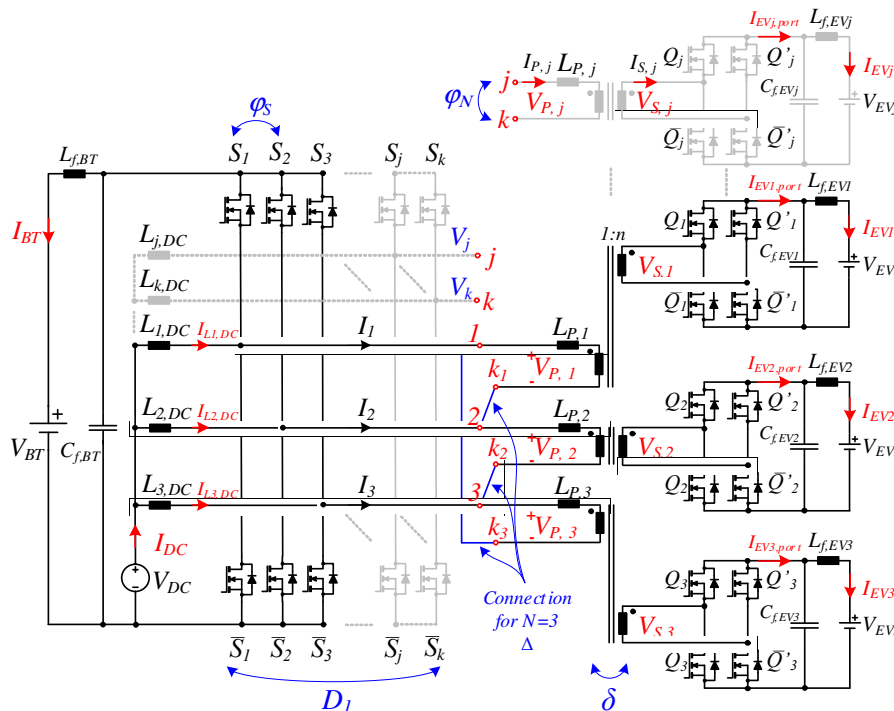 I_EVj,port L_f,EVj
I_P,j L_P,j I_S,j Q_j Q'_j I_EVj
φ_N j V_P,j V_S,j C_f,EVj V_EVj
k Q̄_j Q̄'_j
φ_S
L_f,BT S_1 S_2 S_3 S_j S_k
I_EV1,port L_f,EV1
I_BT L_j,DC V_j j 1:n Q_1 Q'_1 I_EV1
L_k,DC V_k k V_S.1 C_f,EV1 V_EV
L_1,DC I_L1,DC I_1 1 L_P,1 Q̄_1 Q̄'_1
k_1 + - V_P, 1
I_EV2,port L_f,EV2
L_2,DC I_L2,DC I_2 2 L_P,2 Q_2 Q'_2 I_EV2
V_BT + C_f,BT k_2 + - V_P, 2 V_S.2 C_f,EV2 V_EV
L_3,DC I_L3,DC I_3 3 L_P,3 Q_2 Q̄'_2
I_DC k_3 + - V_P, 3
V_DC + -
I_EV3,port L_f,EV3
Connection
for N=3
Δ
Q_3 Q'_3 I_EV3
V_S.3 C_f,EV3 V_EV
S̄_1 S̄_2 S̄_3 S̄_j S̄_k Q_3 Q̄'_3
D_1 δ